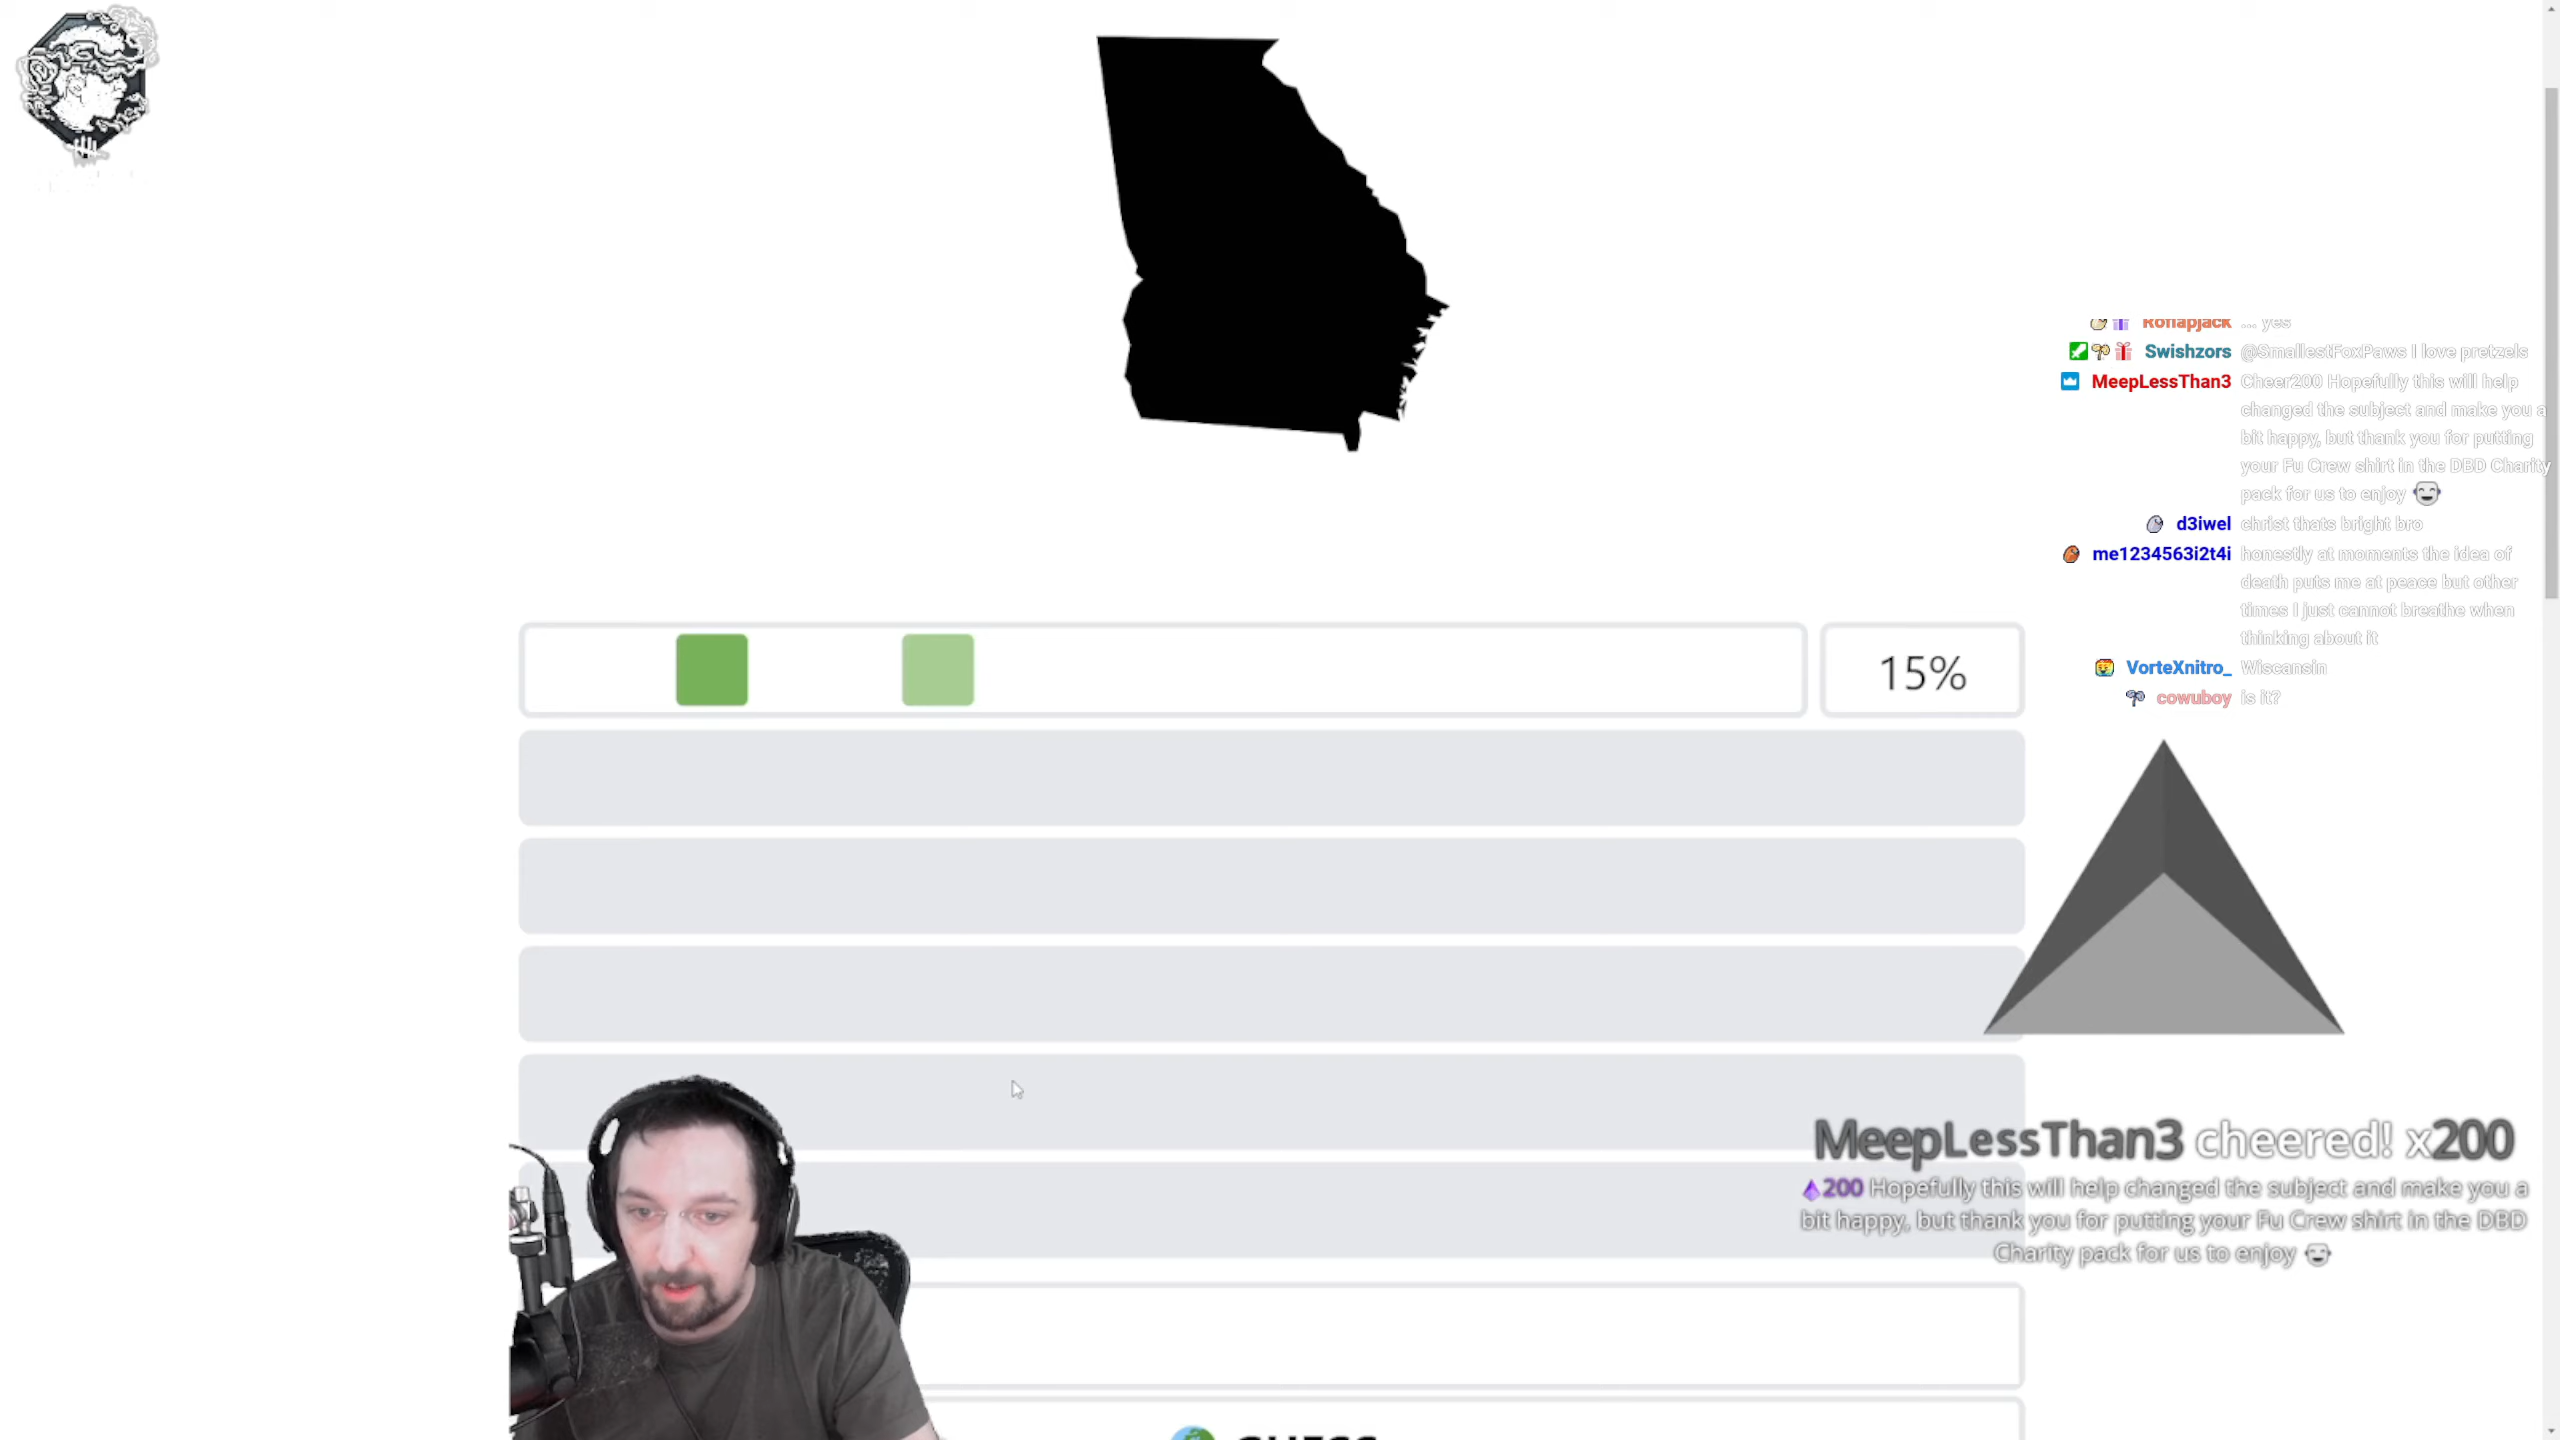 Roflapjack ... yes
Swishzors @SmallestFoxPaws I love pretzels
MeepLessThan3 Cheer200 Hopefully this will help
changed the subject and make you a
bit happy, but thank you for putting
your Fu Crew shirt in the DBD Charity
pack for us to enjoy
d3iwel christ thats bright bro
me1234563i2t4i honestly at moments the idea of
death puts me at peace but other
times I just cannot breathe when
thinking about it
VorteXnitro_ Wiscansin
cowuboy is it?
15%
MeepLessThan3 cheered! x200
200 Hopefully this will help changed the subject and make you a
bit happy, but thank you for putting your Fu Crew shirt in the DBD
Charity pack for us to enjoy
GUESS